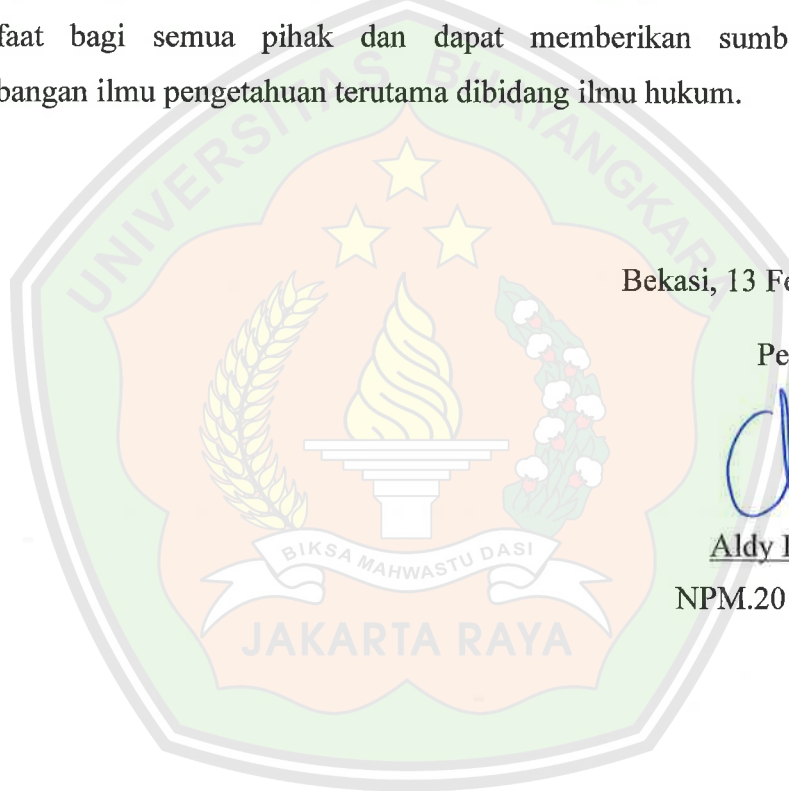 faat bagi semua pihak dan dapat memberikan sumb
bangan ilmu pengetahuan terutama dibidang ilmu hukum.
UNIVERSITAS BHAYANGKARA
Bekasi, 13 Fe
Pe
BIKSA MAHWASTU DASI
Aldy
NPM.20
JAKARTA RAYA